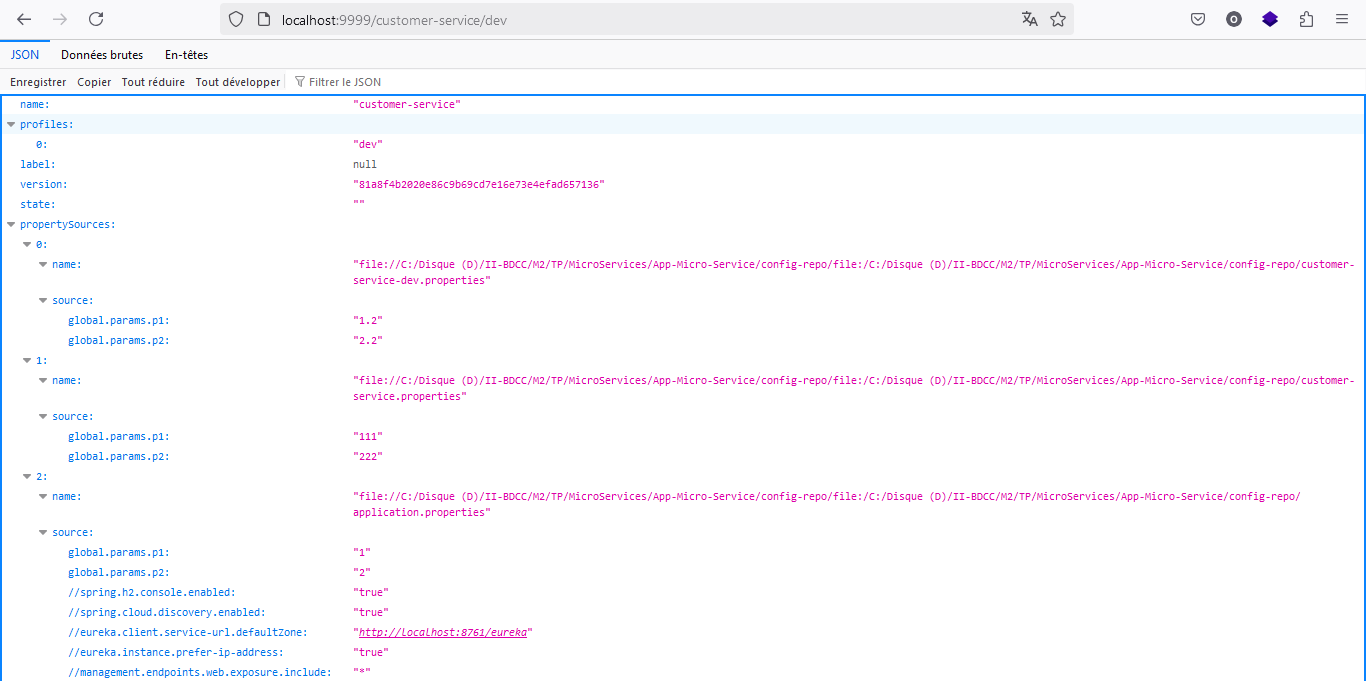 localhost:9999/customer-service/dev
JSON Données brutes En-têtes
Enregistrer Copier Tout réduire Tout développer Filtrer le JSON
name: "customer-service"
profiles:
0: "dev"
label: null
version: "81a8f4b2020e86c9b69cd7e16e73e4efad657136"
state: ""
propertySources:
0:
name: "file://C:/Disque (D)/II-BDCC/M2/TP/MicroServices/App-Micro-Service/config-repo/file:/C:/Disque (D)/II-BDCC/M2/TP/MicroServices/App-Micro-Service/config-repo/customer-
service-dev.properties"
source:
global.params.p1: "1.2"
global.params.p2: "2.2"
1:
name: "file://C:/Disque (D)/II-BDCC/M2/TP/MicroServices/App-Micro-Service/config-repo/file:/C:/Disque (D)/II-BDCC/M2/TP/MicroServices/App-Micro-Service/config-repo/customer-
service.properties"
source:
global.params.p1: "111"
global.params.p2: "222"
2:
name: "file://C:/Disque (D)/II-BDCC/M2/TP/MicroServices/App-Micro-Service/config-repo/file:/C:/Disque (D)/II-BDCC/M2/TP/MicroServices/App-Micro-Service/config-repo/
application.properties"
source:
global.params.p1: "1"
global.params.p2: "2"
//spring.h2.console.enabled: "true"
//spring.cloud.discovery.enabled: "true"
//eureka.client.service-url.defaultZone: "http://localhost:8761/eureka"
//eureka.instance.prefer-ip-address: "true"
//management.endpoints.web.exposure.include: "*"